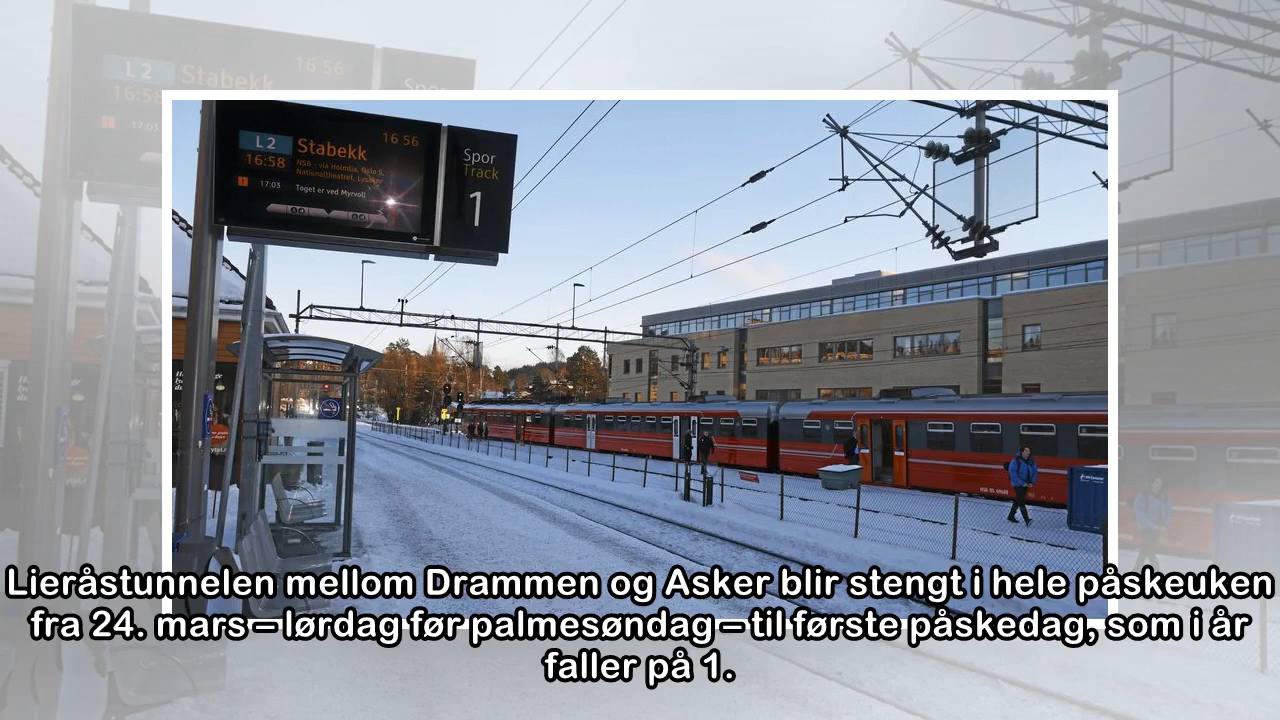 L2 Stabekk 16 56
16:58 NSB - via Holmlia, Oslo S,
Nationaltheatret, Lysaker
17:03 Toget er ved Myrvoll
Spor
Track
1
Lieråstunnelen mellom Drammen og Asker blir stengt i hele påskeuken
fra 24. mars – lørdag før palmesøndag – til første påskedag, som i år
faller på 1.